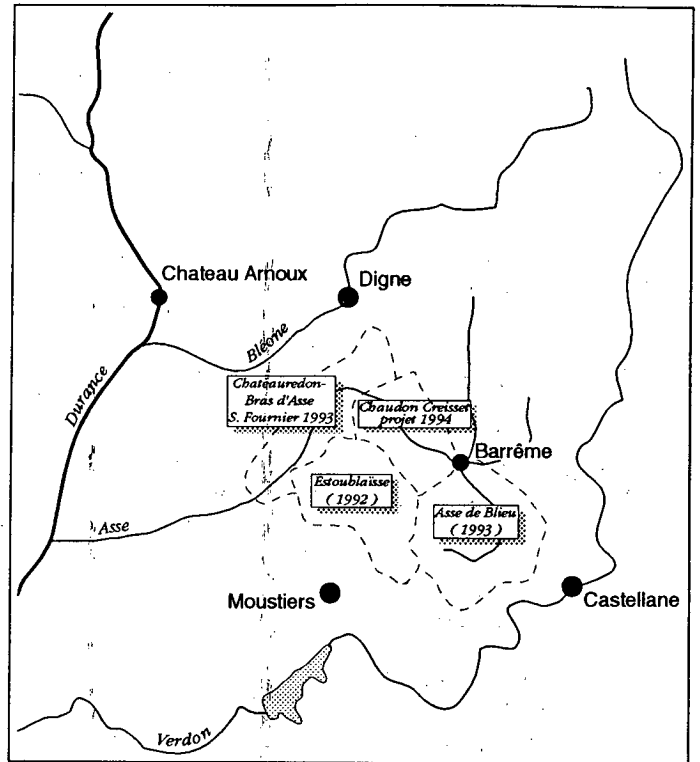 Chateau Arnoux
Digne
Bléone
Durance
Chateauredon-
Bras d'Asse
S. Fournier 1993
Chaudon Creisset
projet 1994
Barrême
Estoublaïsse
( 1992 )
Asse de Blieu
( 1993 )
Asse
Moustiers
Castellane
Verdon